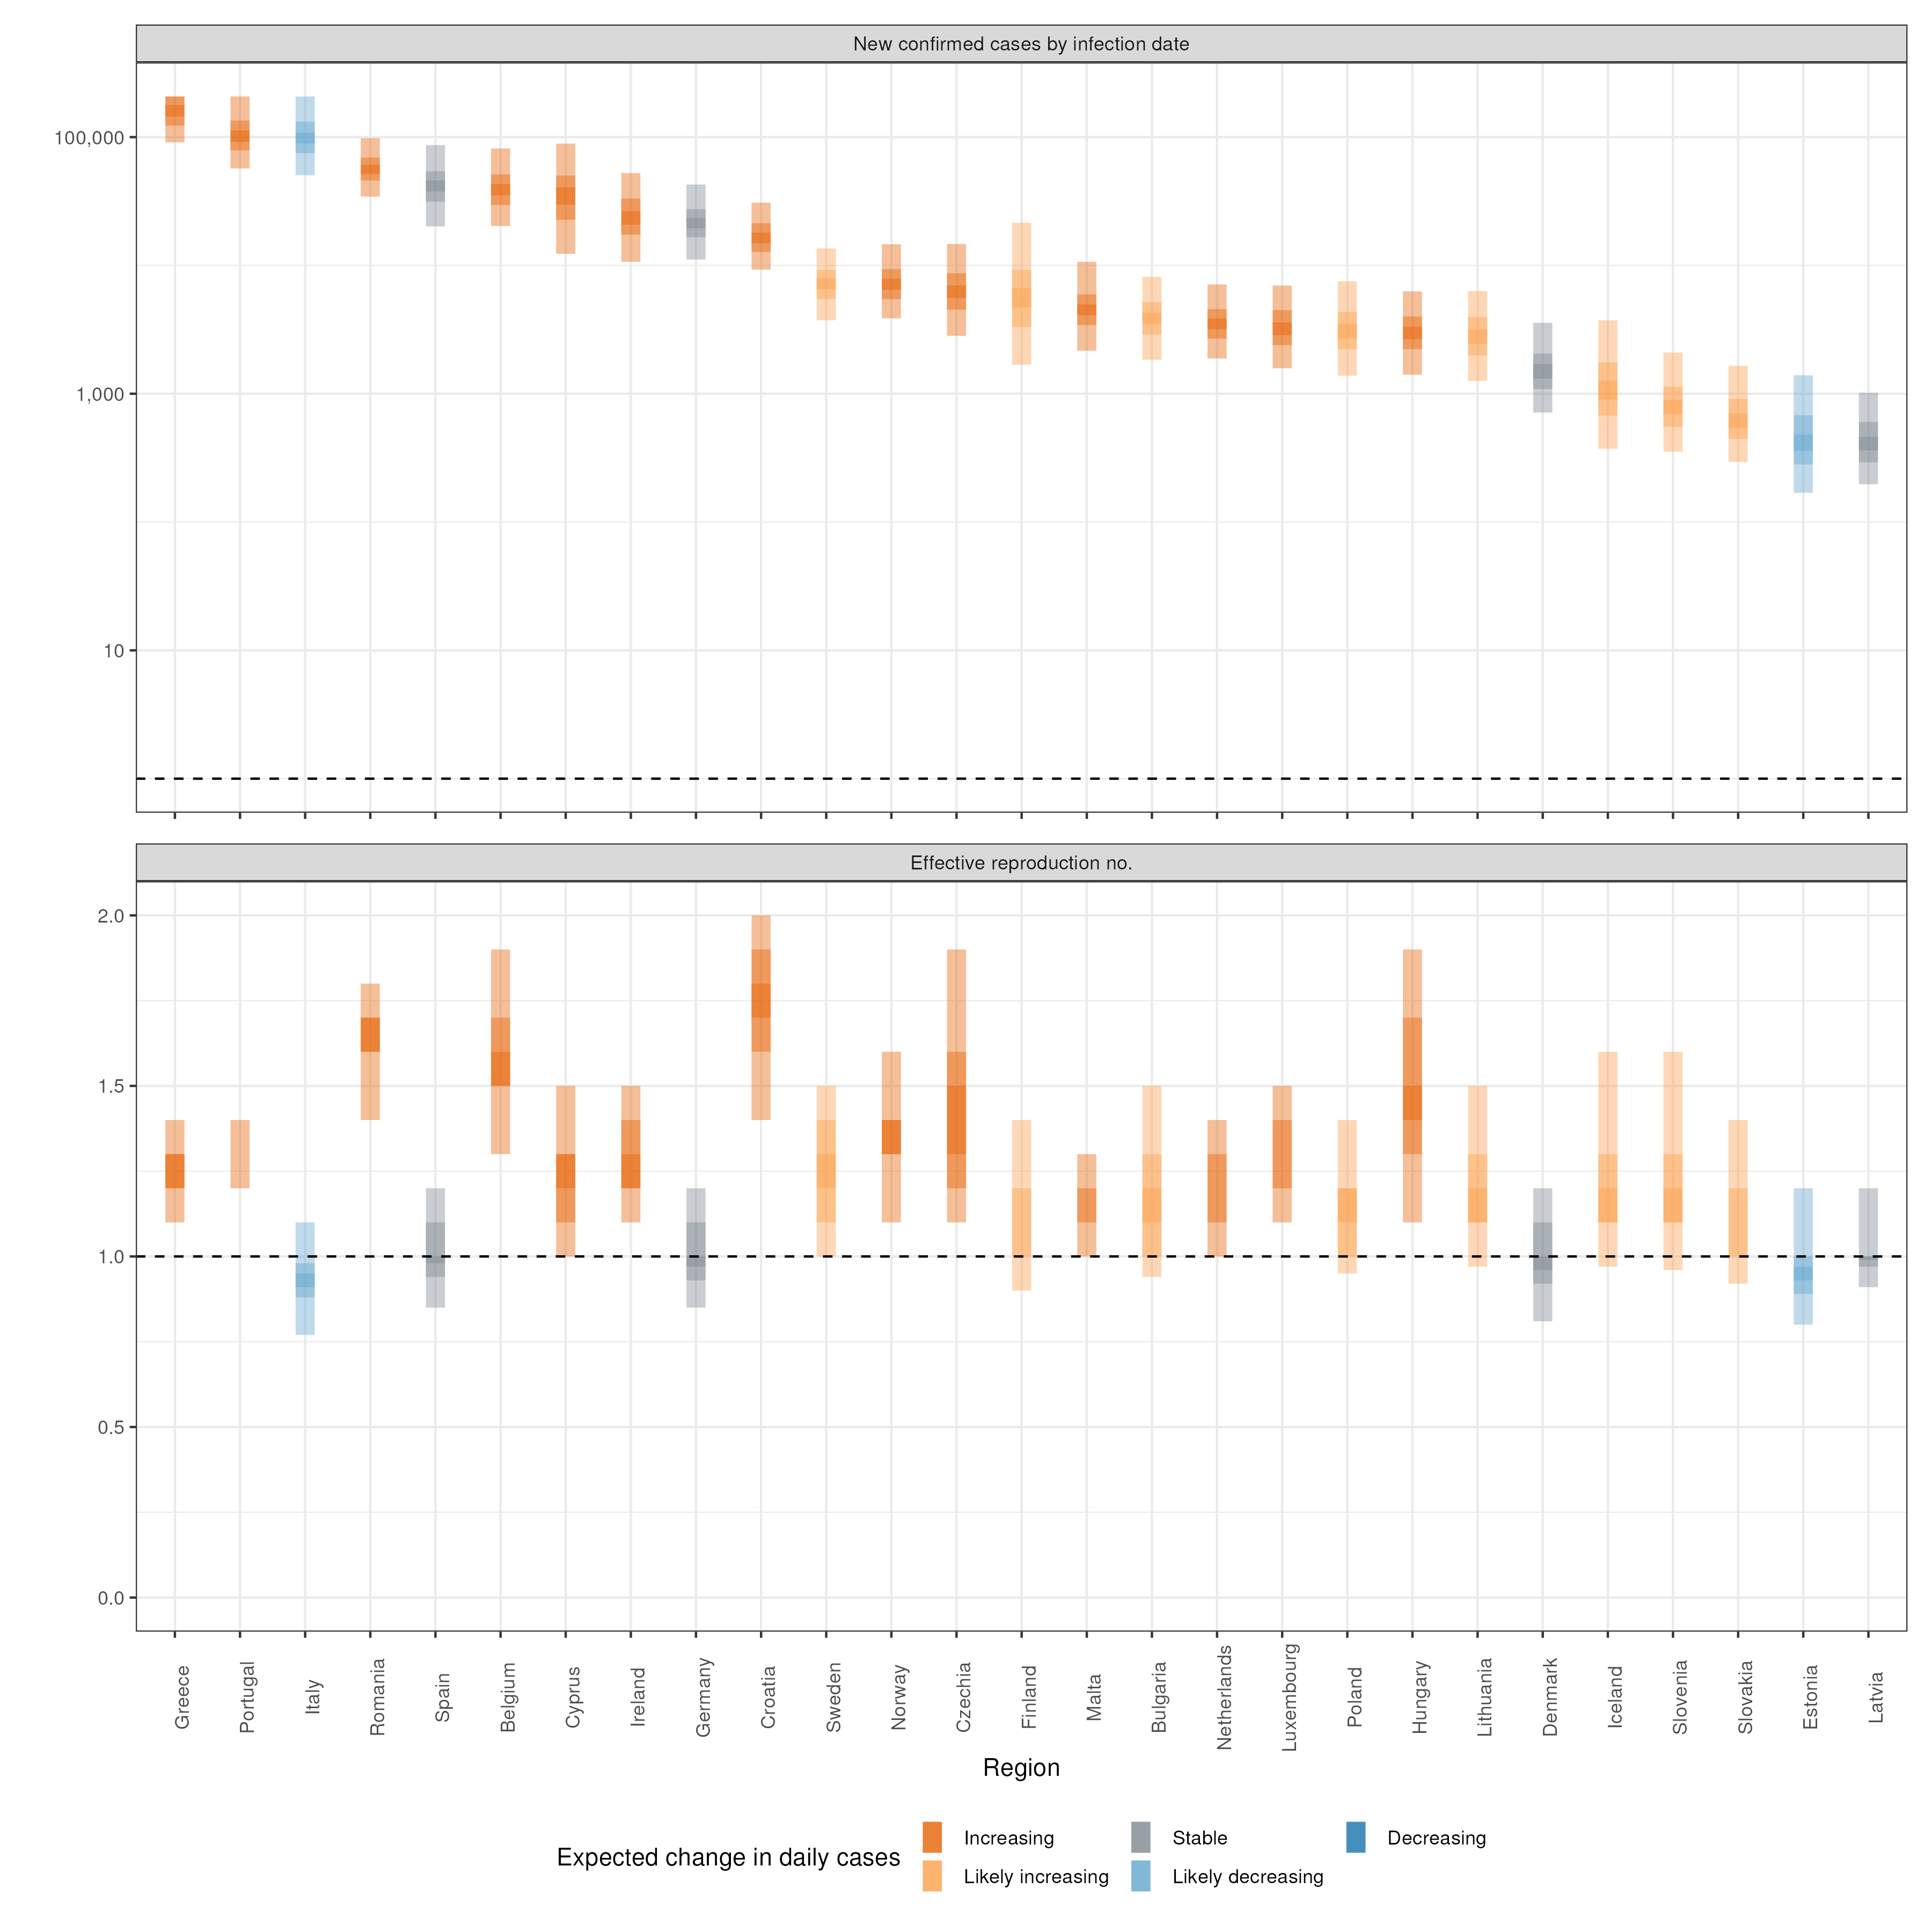 New confirmed cases by infection date
100,000
1,000
10
Effective reproduction no.
2.0
1.5
1.0
0.5
0.0
Greece
Portugal
Italy
Romania
Spain
Belgium
Cyprus
Ireland
Germany
Croatia
Sweden
Norway
Czechia
Finland
Malta
Bulgaria
Netherlands
Luxembourg
Poland
Hungary
Lithuania
Denmark
Iceland
Slovenia
Slovakia
Estonia
Latvia
Region
Expected change in daily cases
Increasing
Stable
Decreasing
Likely increasing
Likely decreasing